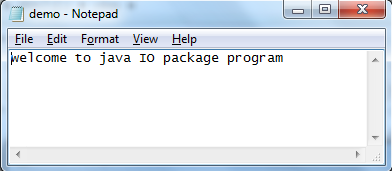 demo - Notepad
File Edit Format View Help
welcome to java IO package program